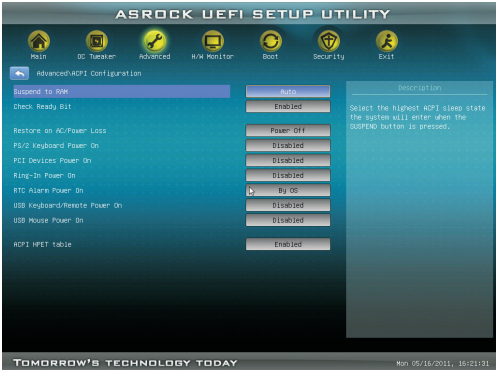 ASROCK UEFI SETUP UTILITY
Main OC Tweaker Advanced H/W Monitor Boot Security Exit
Advanced\ACPI Configuration
Suspend to RAM Auto
Check Ready Bit Enabled
Restore on AC/Power Loss Power Off
PS/2 Keyboard Power On Disabled
PCI Devices Power On Disabled
Ring-In Power On Disabled
RTC Alarm Power On By OS
USB Keyboard/Remote Power On Disabled
USB Mouse Power On Disabled
ACPI HPET table Enabled
Description
Select the highest ACPI sleep state
the system will enter when the
SUSPEND button is pressed.
TOMORROW'S TECHNOLOGY TODAY
Mon 05/16/2011, 16:21:31